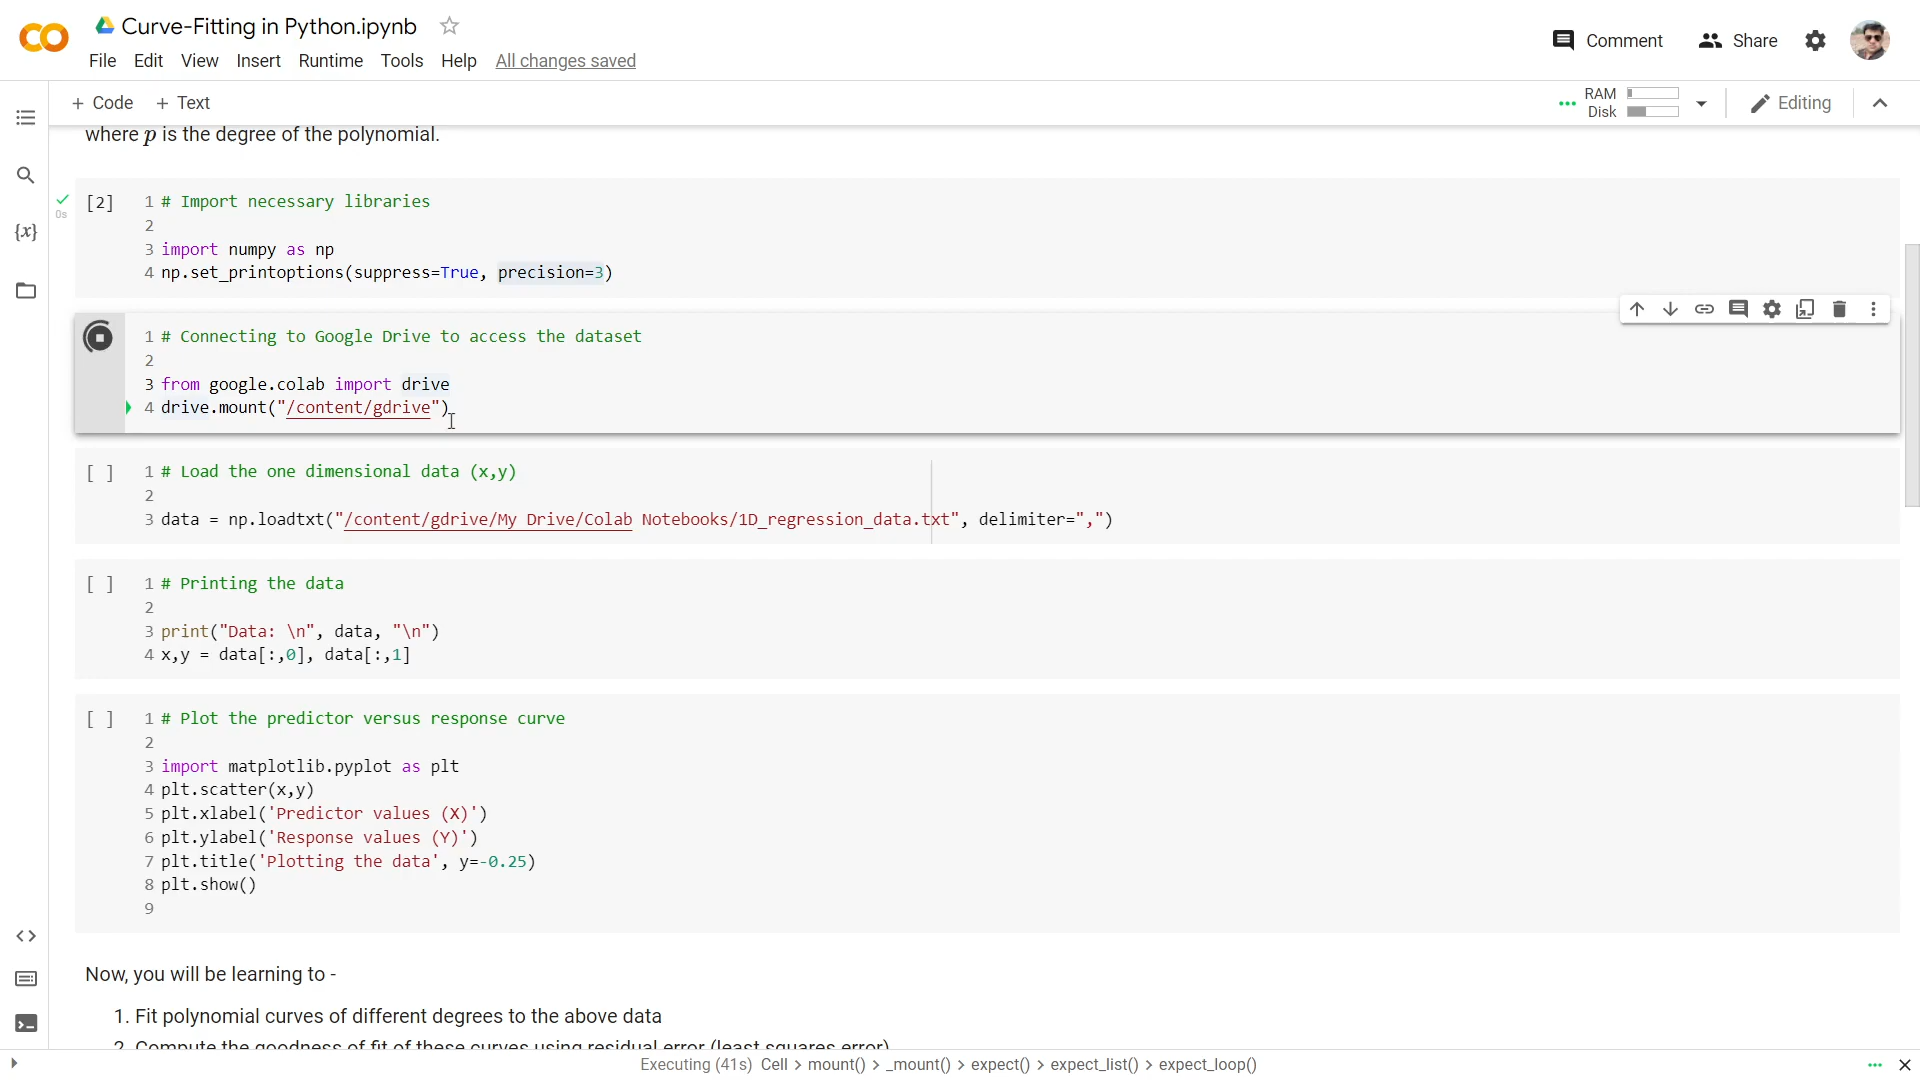 Curve-Fitting in Python.ipynb
File Edit View Insert Runtime Tools Help All changes saved
Comment Share
+ Code + Text
RAM
Disk
Editing
where p is the degree of the polynomial.
[2]
0s
1 # Import necessary libraries
2
3 import numpy as np
4 np.set_printoptions(suppress=True, precision=3)
1 # Connecting to Google Drive to access the dataset
2
3 from google.colab import drive
4 drive.mount("/content/gdrive")
[ ]
1 # Load the one dimensional data (x,y)
2
3 data = np.loadtxt("/content/gdrive/My Drive/Colab Notebooks/1D_regression_data.txt", delimiter=",")
[ ]
1 # Printing the data
2
3 print("Data: \n", data, "\n")
4 x,y = data[:,0], data[:,1]
[ ]
1 # Plot the predictor versus response curve
2
3 import matplotlib.pyplot as plt
4 plt.scatter(x,y)
5 plt.xlabel('Predictor values (X)')
6 plt.ylabel('Response values (Y)')
7 plt.title('Plotting the data', y=-0.25)
8 plt.show()
9
Now, you will be learning to -
1. Fit polynomial curves of different degrees to the above data
2. Compute the goodness of fit of these curves using residual error (least squares error)
Executing (41s) Cell > mount() > _mount() > expect() > expect_list() > expect_loop()